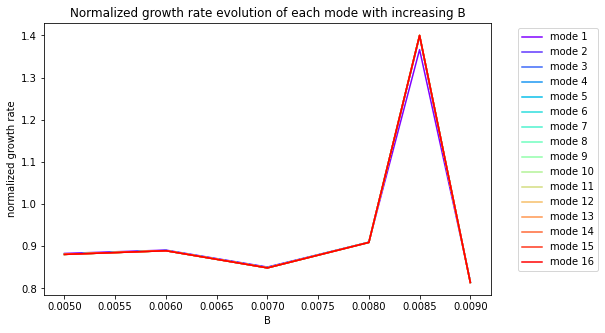 Normalized growth rate evolution of each mode with increasing B
normalized growth rate
1.4
1.3
1.2
1.1
1.0
0.9
0.8
0.0050 0.0055 0.0060 0.0065 0.0070 0.0075 0.0080 0.0085 0.0090
B
mode 1
mode 2
mode 3
mode 4
mode 5
mode 6
mode 7
mode 8
mode 9
mode 10
mode 11
mode 12
mode 13
mode 14
mode 15
mode 16